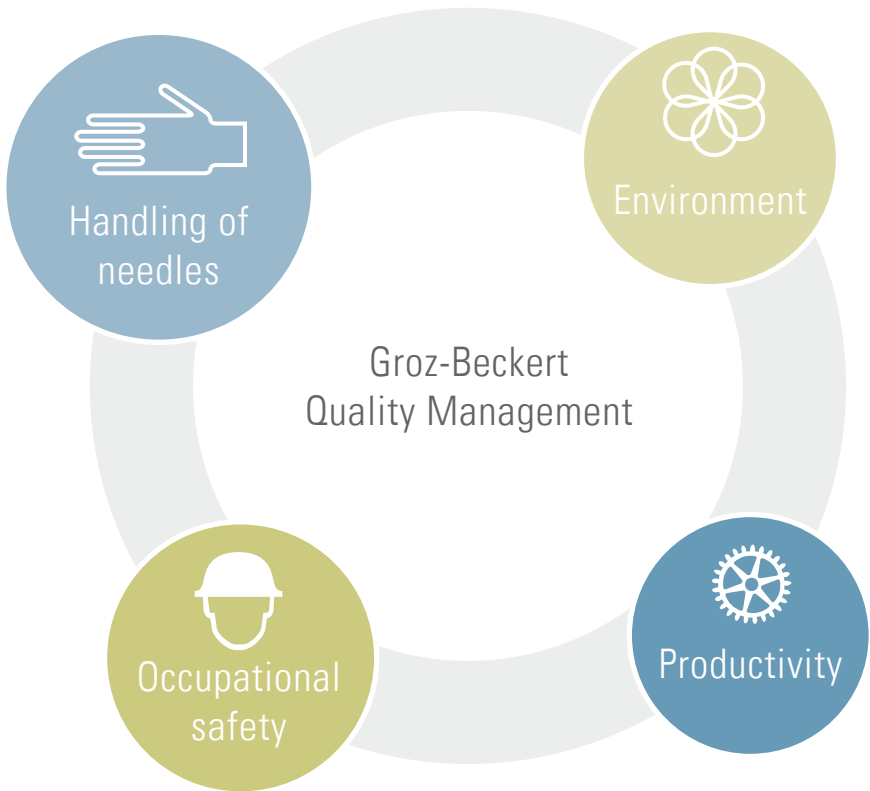 Handling of
needles
Environment
Groz-Beckert
Quality Management
Occupational
safety
Productivity